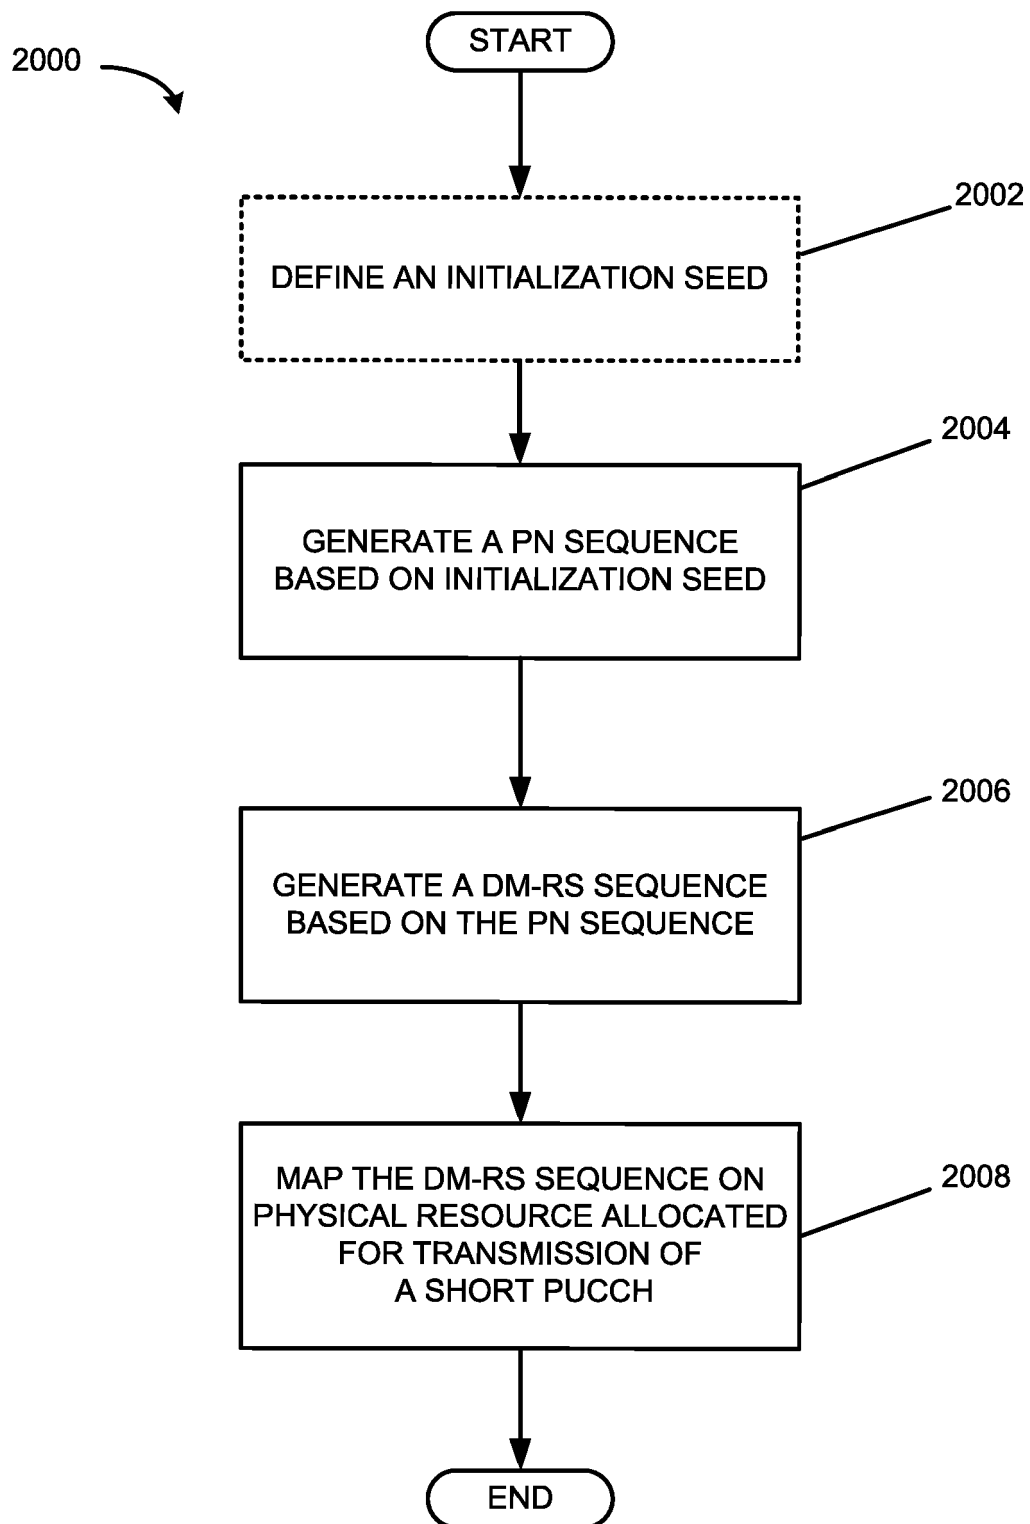 START
2000
2002
DEFINE AN INITIALIZATION SEED
2004
GENERATE A PN SEQUENCE
BASED ON INITIALIZATION SEED
2006
GENERATE A DM-RS SEQUENCE
BASED ON THE PN SEQUENCE
2008
MAP THE DM-RS SEQUENCE ON
PHYSICAL RESOURCE ALLOCATED
FOR TRANSMISSION OF
A SHORT PUCCH
END